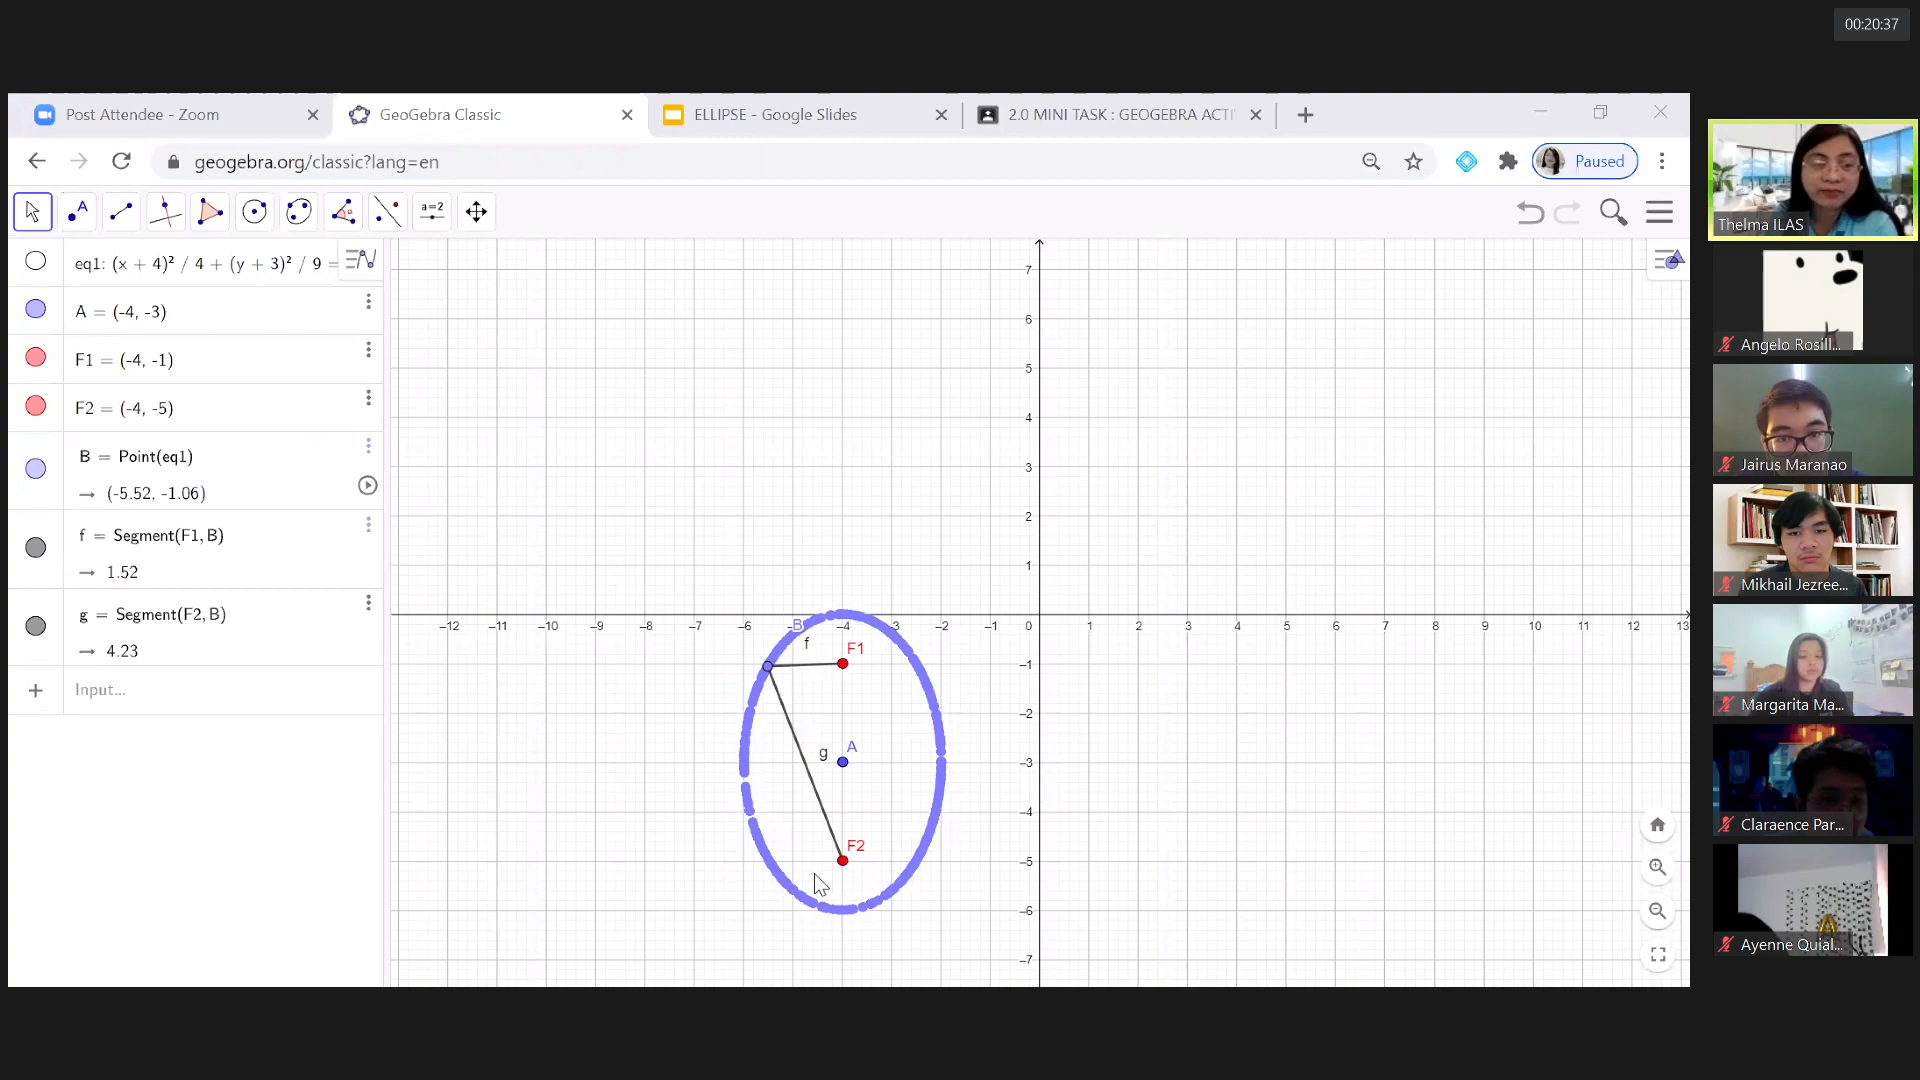 00:20:37
Post Attendee - Zoom
GeoGebra Classic
ELLIPSE - Google Slides
2.0 MINI TASK : GEOGEBRA ACTI
geogebra.org/classic?lang=en
Paused
A
a=2
eq1: (x + 4)² / 4 + (y + 3)² / 9 =
A = (-4, -3)
F1 = (-4, -1)
F2 = (-4, -5)
B = Point(eq1)
→ (-5.52, -1.06)
f = Segment(F1, B)
→ 1.52
g = Segment(F2, B)
→ 4.23
+ Input...
7
6
5
4
3
2
1
-12 -11 -10 -9 -8 -7 -6 -5 -4 -3 -2 -1 0 1 2 3 4 5 6 7 8 9 10 11 12 13
B
f
F1
-1
-2
g
A
-3
-4
F2
-5
-6
-7
Thelma ILAS
Angelo Rosill...
Jairus Maranao
Mikhail Jezree...
Margarita Ma...
Claraence Par...
Ayenne Quial...